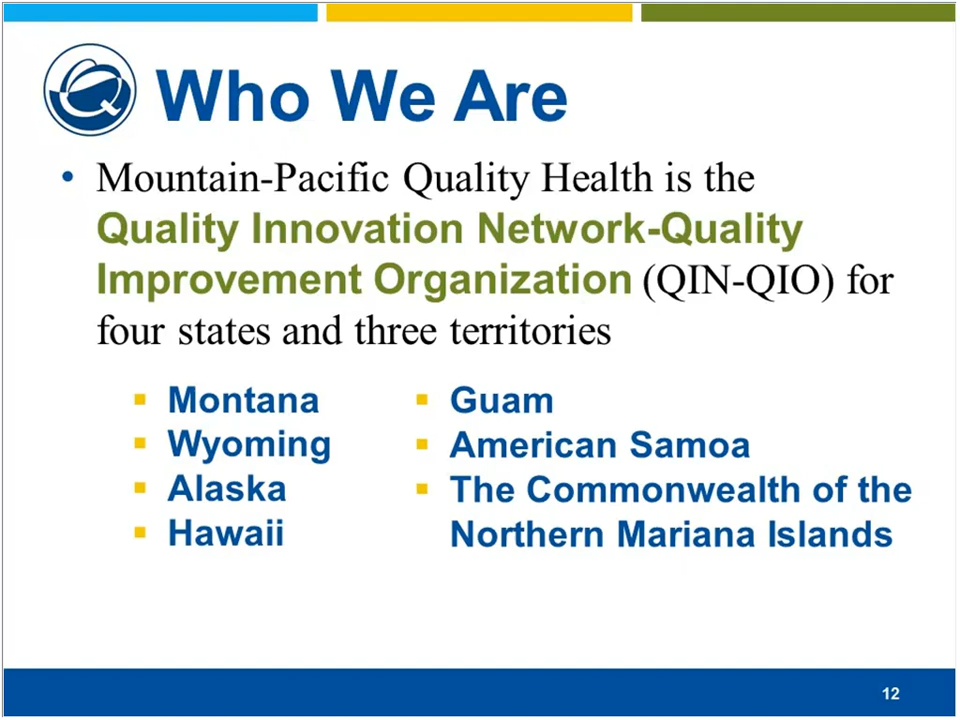 Who We Are
• Mountain-Pacific Quality Health is the
Quality Innovation Network-Quality
Improvement Organization (QIN-QIO) for
four states and three territories
Montana
Wyoming
Alaska
Hawaii
Guam
American Samoa
The Commonwealth of the
Northern Mariana Islands
12